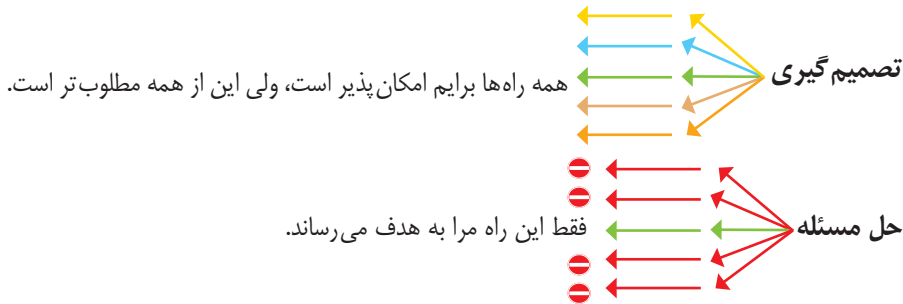 تصمیم‌گیری
همه راه‌ها برایم امکان‌پذیر است، ولی این از همه مطلوب‌تر است.
حل مسئله
فقط این راه مرا به هدف می‌رساند.